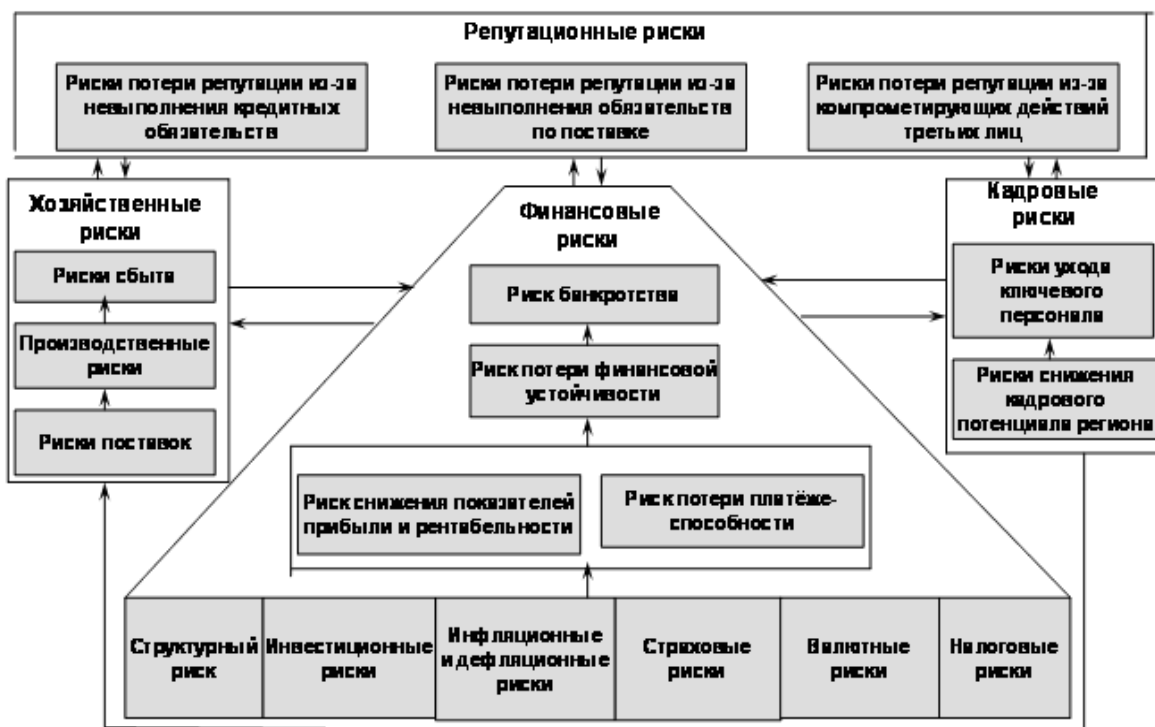 Репутационные риски
Риски потери репутации из-за
невыполнения кредитных
обязательств
Риски потери репутации из-за
невыполнения обязательств
по поставке
Риски потери репутации из-за
компрометирующих действий
третьих лиц
Хозяйственные
риски
Риски сбыта
Производственные
риски
Риски поставок
Финансовые
риски
Риск банкротства
Риск потери финансовой
устойчивости
Риск снижения показателей
прибыли и рентабельности
Риск потери платёже-
способности
Кадровые
риски
Риски ухода
ключевого
персонала
Риски снижения
кадрового
потенциала региона
Структурный
риск
Инвестиционные
риски
Инфляционные
и дефляционные
риски
Страховые
риски
Валютные
риски
Налоговые
риски